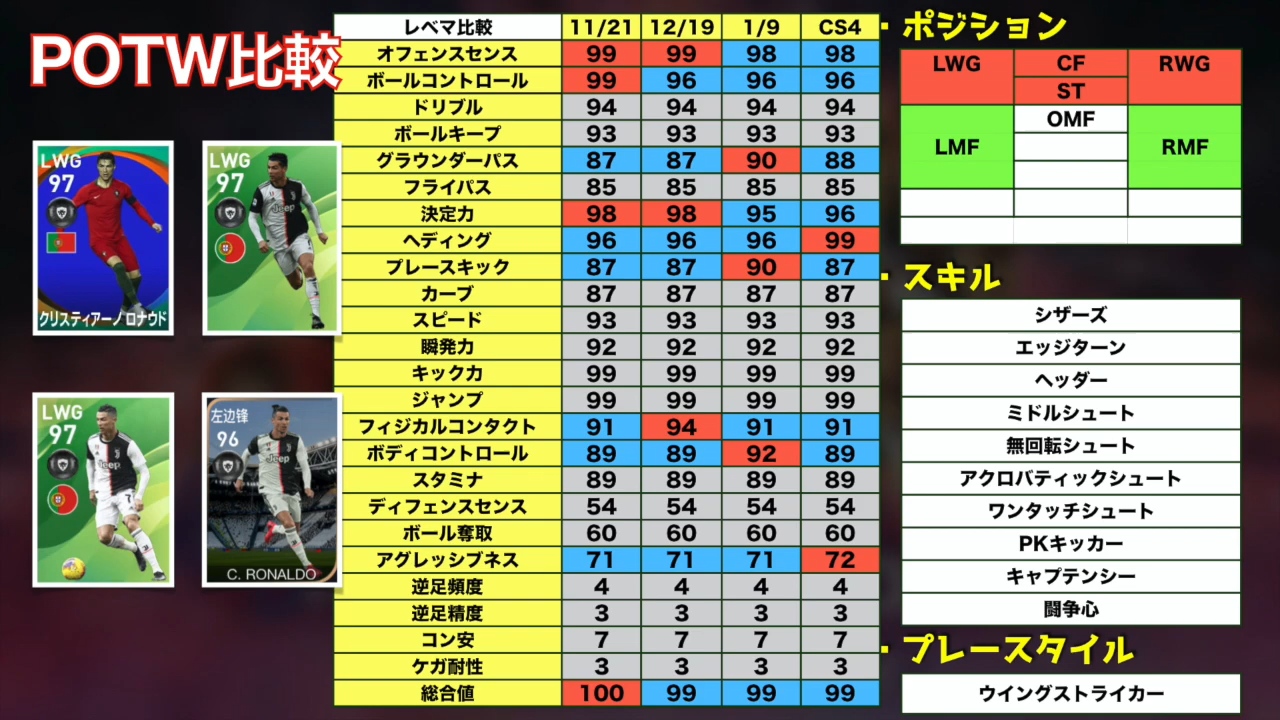 POTW比較
LWG
97
クリスティアーノ ロナウド
LWG
97
Jeep
LWG
97
Jeep
7
左边锋
96
Jeep
C. RONALDO
レベマ比較 11/21 12/19 1/9 CS4
オフェンスセンス 99 99 98 98
ボールコントロール 99 96 96 96
ドリブル 94 94 94 94
ボールキープ 93 93 93 93
グラウンダーパス 87 87 90 88
フライパス 85 85 85 85
決定力 98 98 95 96
ヘディング 96 96 96 99
プレースキック 87 87 90 87
カーブ 87 87 87 87
スピード 93 93 93 93
瞬発力 92 92 92 92
キック力 99 99 99 99
ジャンプ 99 99 99 99
フィジカルコンタクト 91 94 91 91
ボディコントロール 89 89 92 89
スタミナ 89 89 89 89
ディフェンスセンス 54 54 54 54
ボール奪取 60 60 60 60
アグレッシブネス 71 71 71 72
逆足頻度 4 4 4 4
逆足精度 3 3 3 3
コン安 7 7 7 7
ケガ耐性 3 3 3 3
総合値 100 99 99 99
・ポジション
LWG CF RWG
ST
OMF
LMF RMF
・スキル
シザーズ
エッジターン
ヘッダー
ミドルシュート
無回転シュート
アクロバティックシュート
ワンタッチシュート
PKキッカー
キャプテンシー
闘争心
・プレースタイル
ウイングストライカー